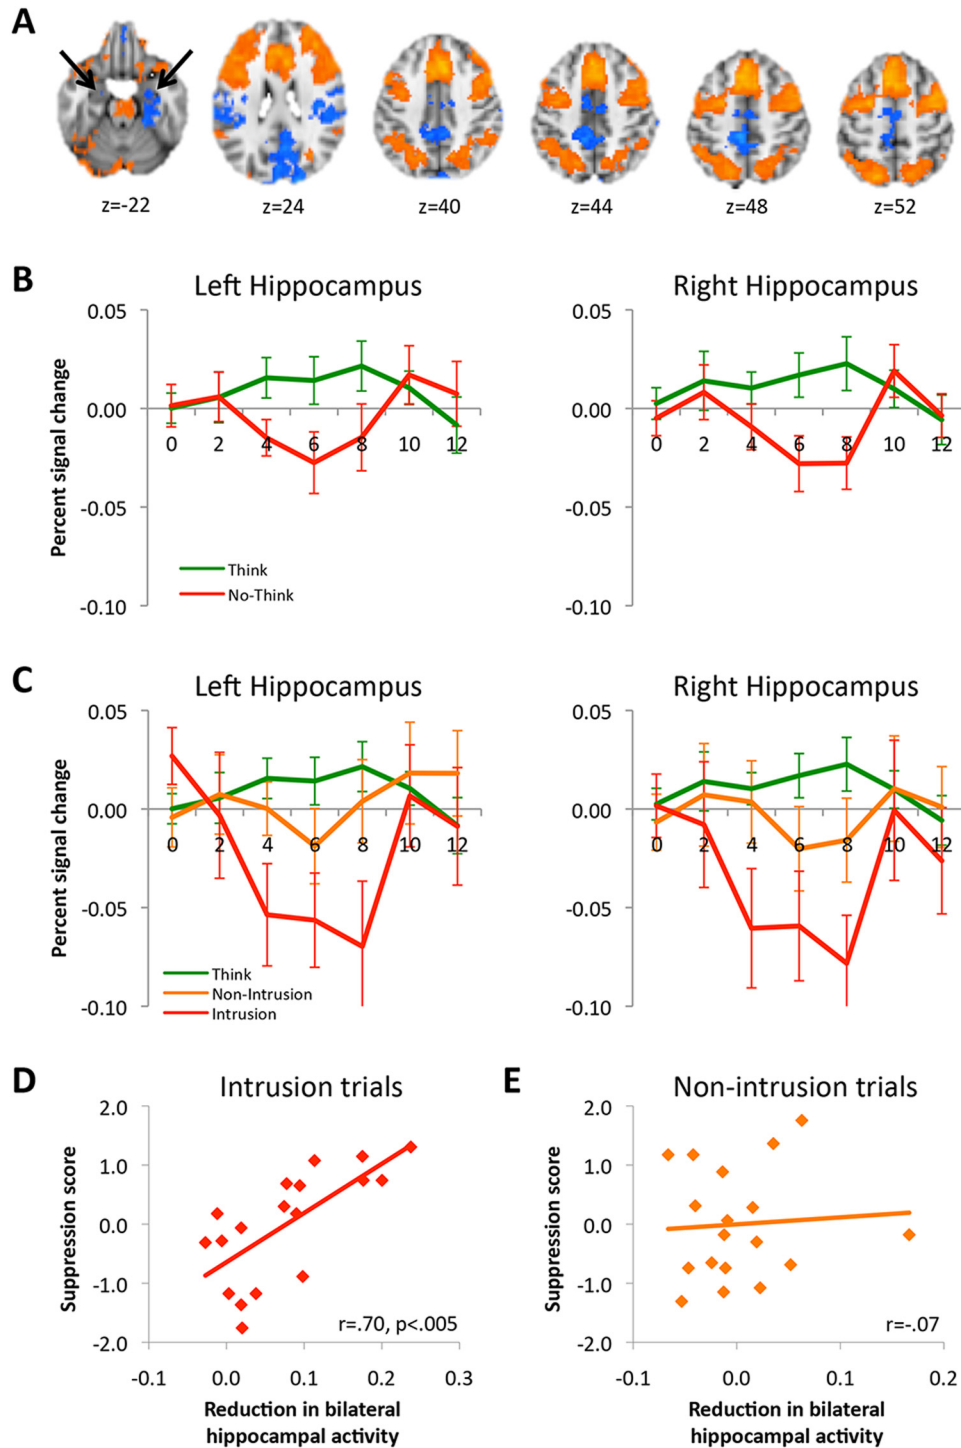 A
z=-22 z=24 z=40 z=44 z=48 z=52
B
Left Hippocampus
Right Hippocampus
Percent signal change
0.05
0.00
-0.05
-0.10
0 2 4 6 8 10 12
Think
No-Think
0.05
0.00
-0.05
-0.10
0 2 4 6 8 10 12
C
Left Hippocampus
Right Hippocampus
Percent signal change
0.05
0.00
-0.05
-0.10
0 2 4 6 8 10 12
Think
Non-Intrusion
Intrusion
0.05
0.00
-0.05
-0.10
0 2 4 6 8 10 12
D
Intrusion trials
Suppression score
2.0
1.0
0.0
-1.0
-2.0
r=.70, p<.005
-0.1 0.0 0.1 0.2 0.3
Reduction in bilateral
hippocampal activity
E
Non-intrusion trials
Suppression score
2.0
1.0
0.0
-1.0
-2.0
r=-.07
-0.1 0.0 0.1 0.2
Reduction in bilateral
hippocampal activity